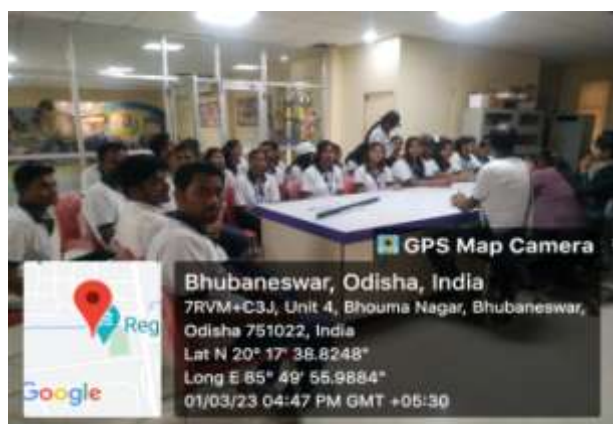 GPS Map Camera
Bhubaneswar, Odisha, India
7RVM+C3J, Unit 4, Bhouma Nagar, Bhubaneswar,
Odisha 751022, India
Lat N 20° 17' 38.8248"
Long E 85° 49' 55.9884"
01/03/23 04:47 PM GMT +05:30
Reg
Google